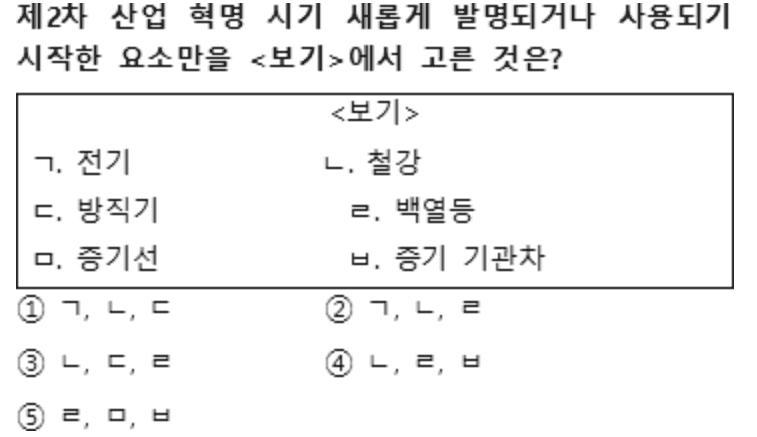 제2차 산업 혁명 시기 새롭게 발명되거나 사용되기
시작한 요소만을 <보기>에서 고른 것은?
<보기>
ㄱ. 전기 ㄴ. 철강
ㄷ. 방직기 ㄹ. 백열등
ㅁ. 증기선 ㅂ. 증기 기관차
① ㄱ, ㄴ, ㄷ ② ㄱ, ㄴ, ㄹ
③ ㄴ, ㄷ, ㄹ ④ ㄴ, ㄹ, ㅂ
⑤ ㄹ, ㅁ, ㅂ